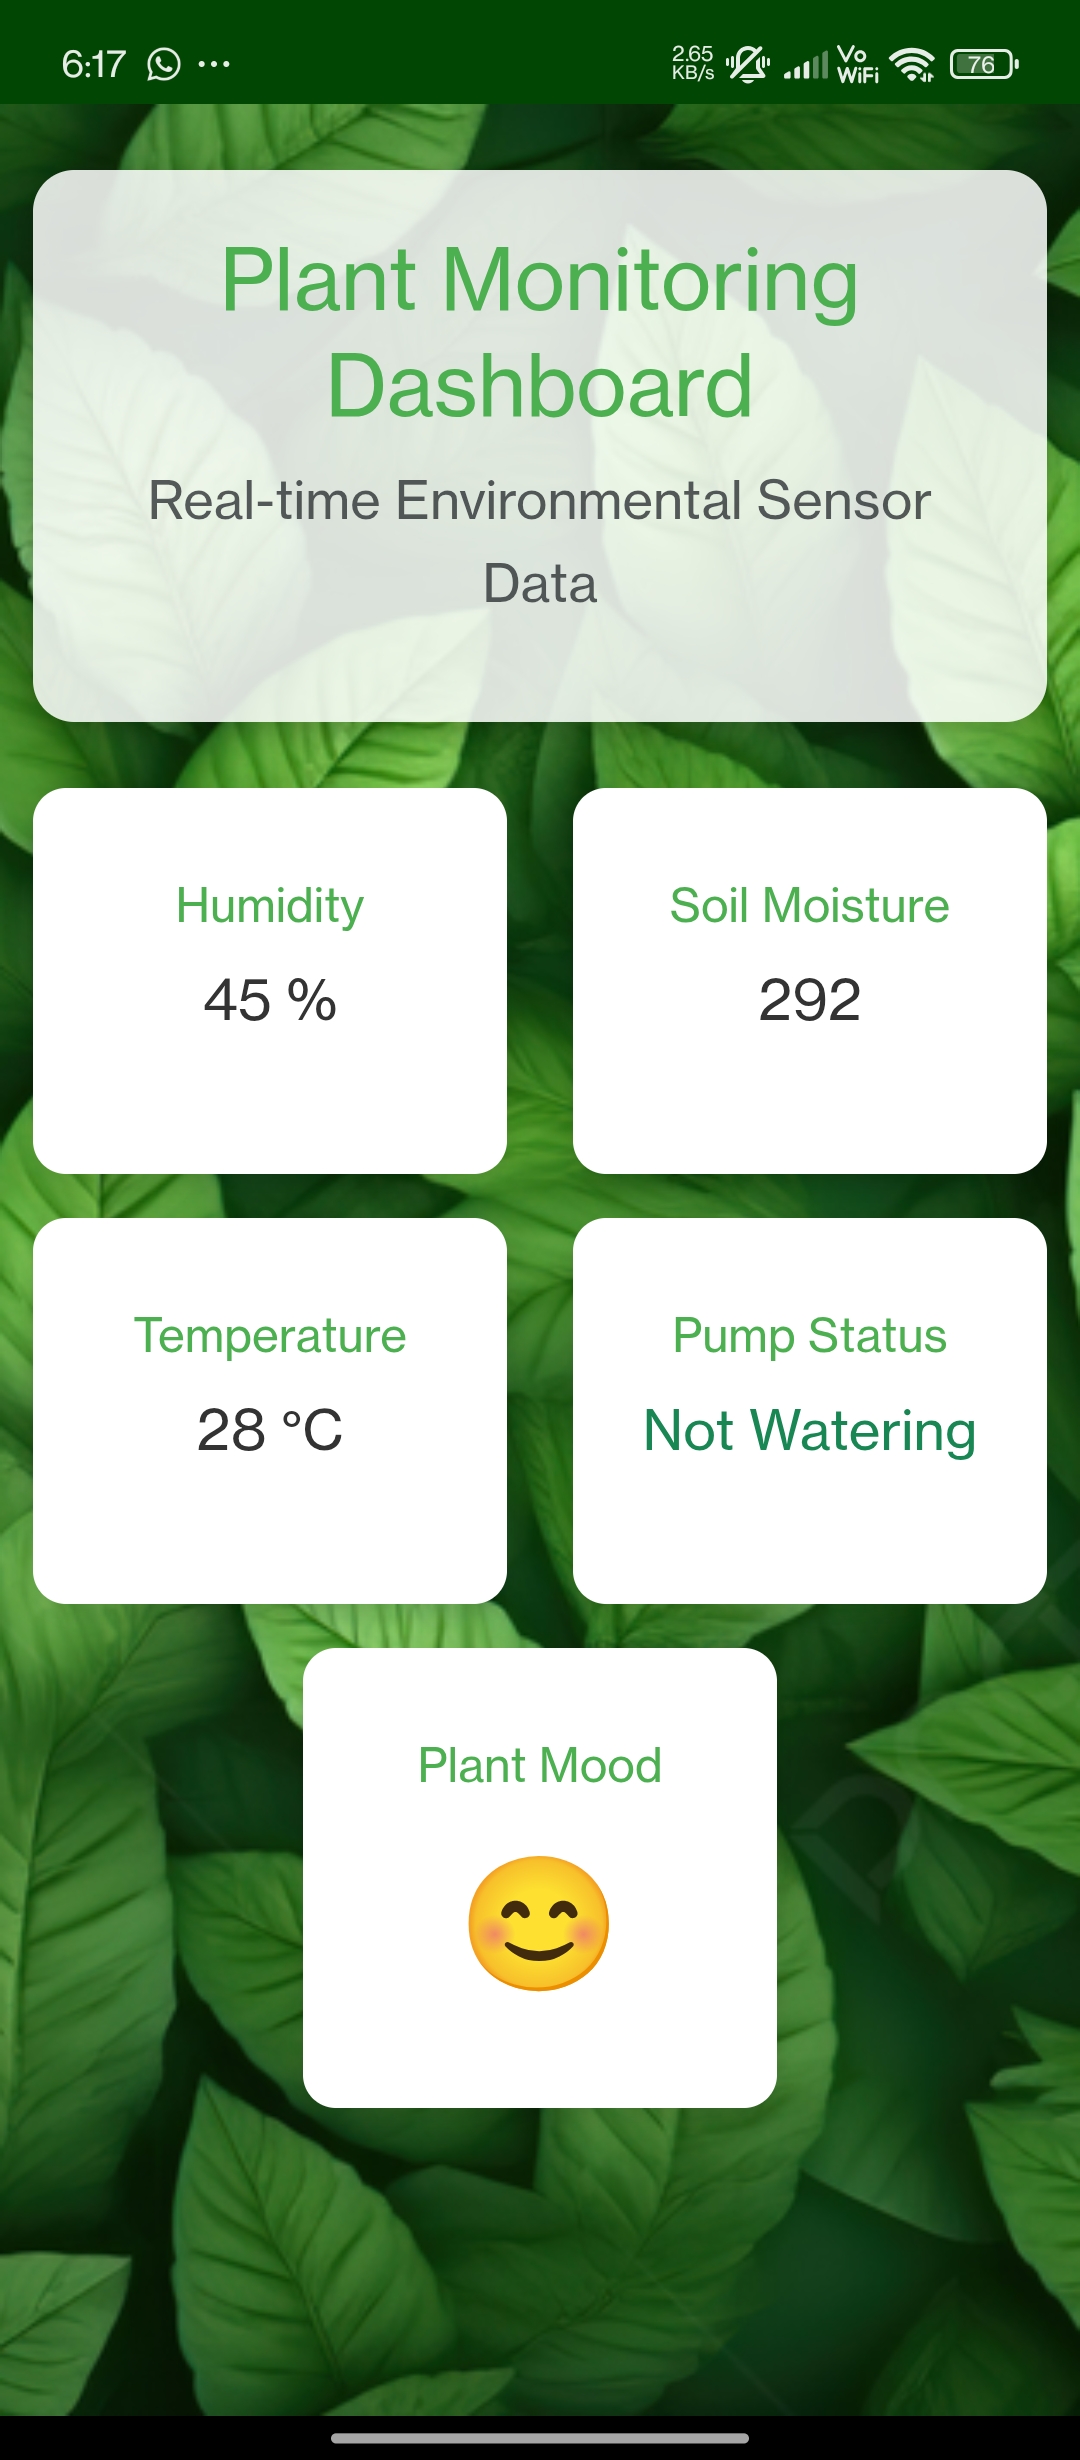 6:17
2.65 KB/s
Vo WiFi
76
Plant Monitoring
Dashboard
Real-time Environmental Sensor
Data
Humidity
45 %
Soil Moisture
292
Temperature
28 °C
Pump Status
Not Watering
Plant Mood